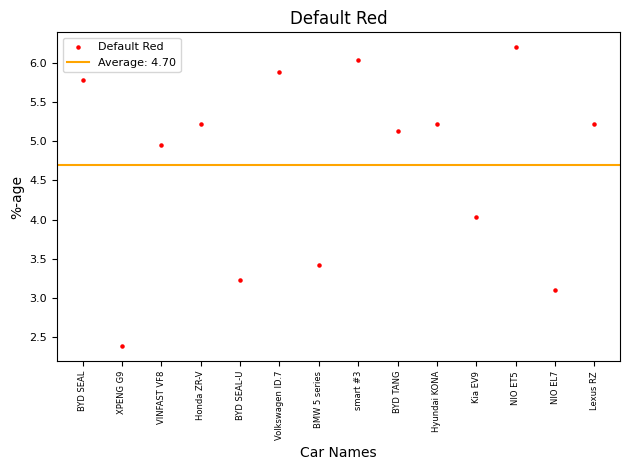 Default Red
Default Red
Average: 4.70
6.0
5.5
5.0
4.5
4.0
3.5
3.0
2.5
%-age
BYD SEAL
XPENG G9
VINFAST VF8
Honda ZR-V
BYD SEAL-U
Volkswagen ID.7
BMW 5 series
smart #3
BYD TANG
Hyundai KONA
Kia EV9
NIO ET5
NIO EL7
Lexus RZ
Car Names